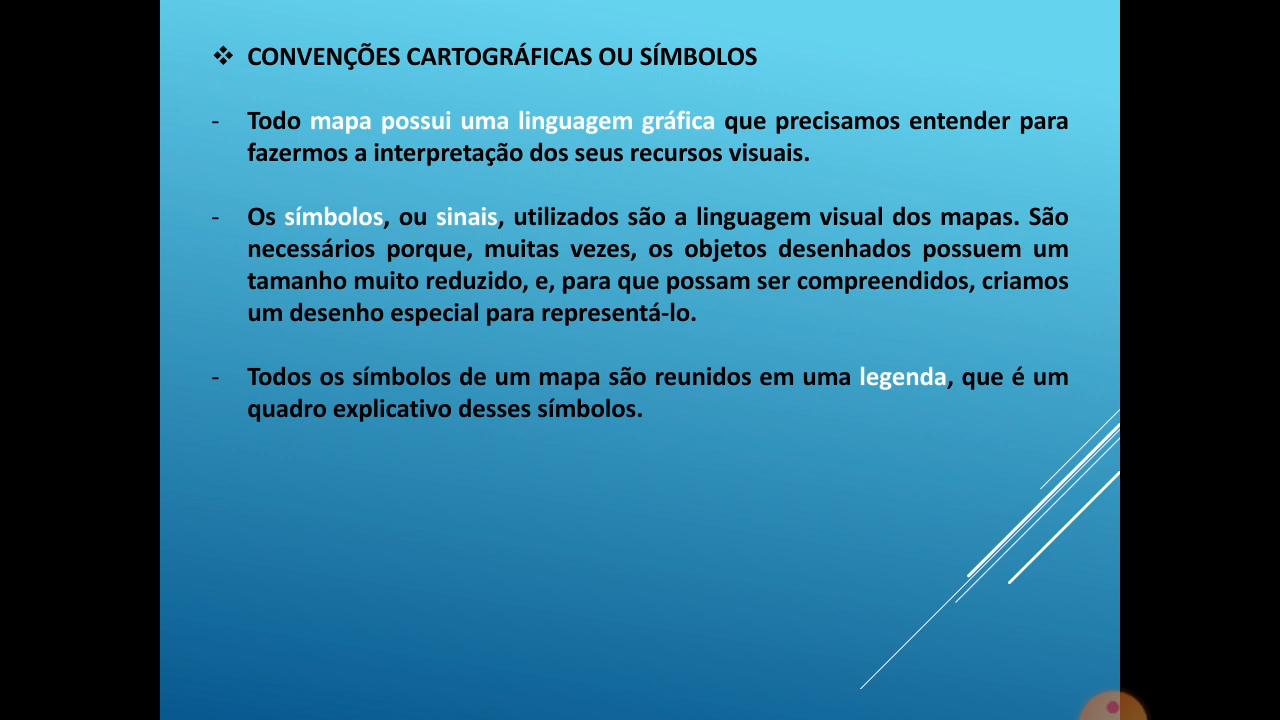 ❖ CONVENÇÕES CARTOGRÁFICAS OU SÍMBOLOS
- Todo mapa possui uma linguagem gráfica que precisamos entender para
fazermos a interpretação dos seus recursos visuais.
- Os símbolos, ou sinais, utilizados são a linguagem visual dos mapas. São
necessários porque, muitas vezes, os objetos desenhados possuem um
tamanho muito reduzido, e, para que possam ser compreendidos, criamos
um desenho especial para representá-lo.
- Todos os símbolos de um mapa são reunidos em uma legenda, que é um
quadro explicativo desses símbolos.